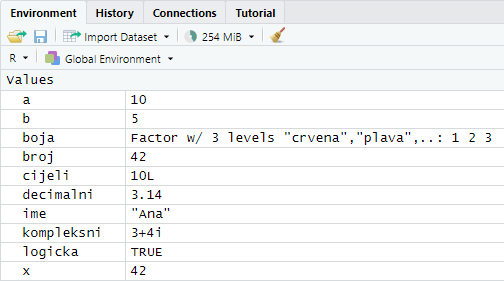 Environment History Connections Tutorial
Import Dataset 254 MiB
R Global Environment
Values
a 10
b 5
boja Factor w/ 3 levels "crvena","plava",..: 1 2 3
broj 42
cijeli 10L
decimalni 3.14
ime "Ana"
kompleksni 3+4i
logicka TRUE
x 42